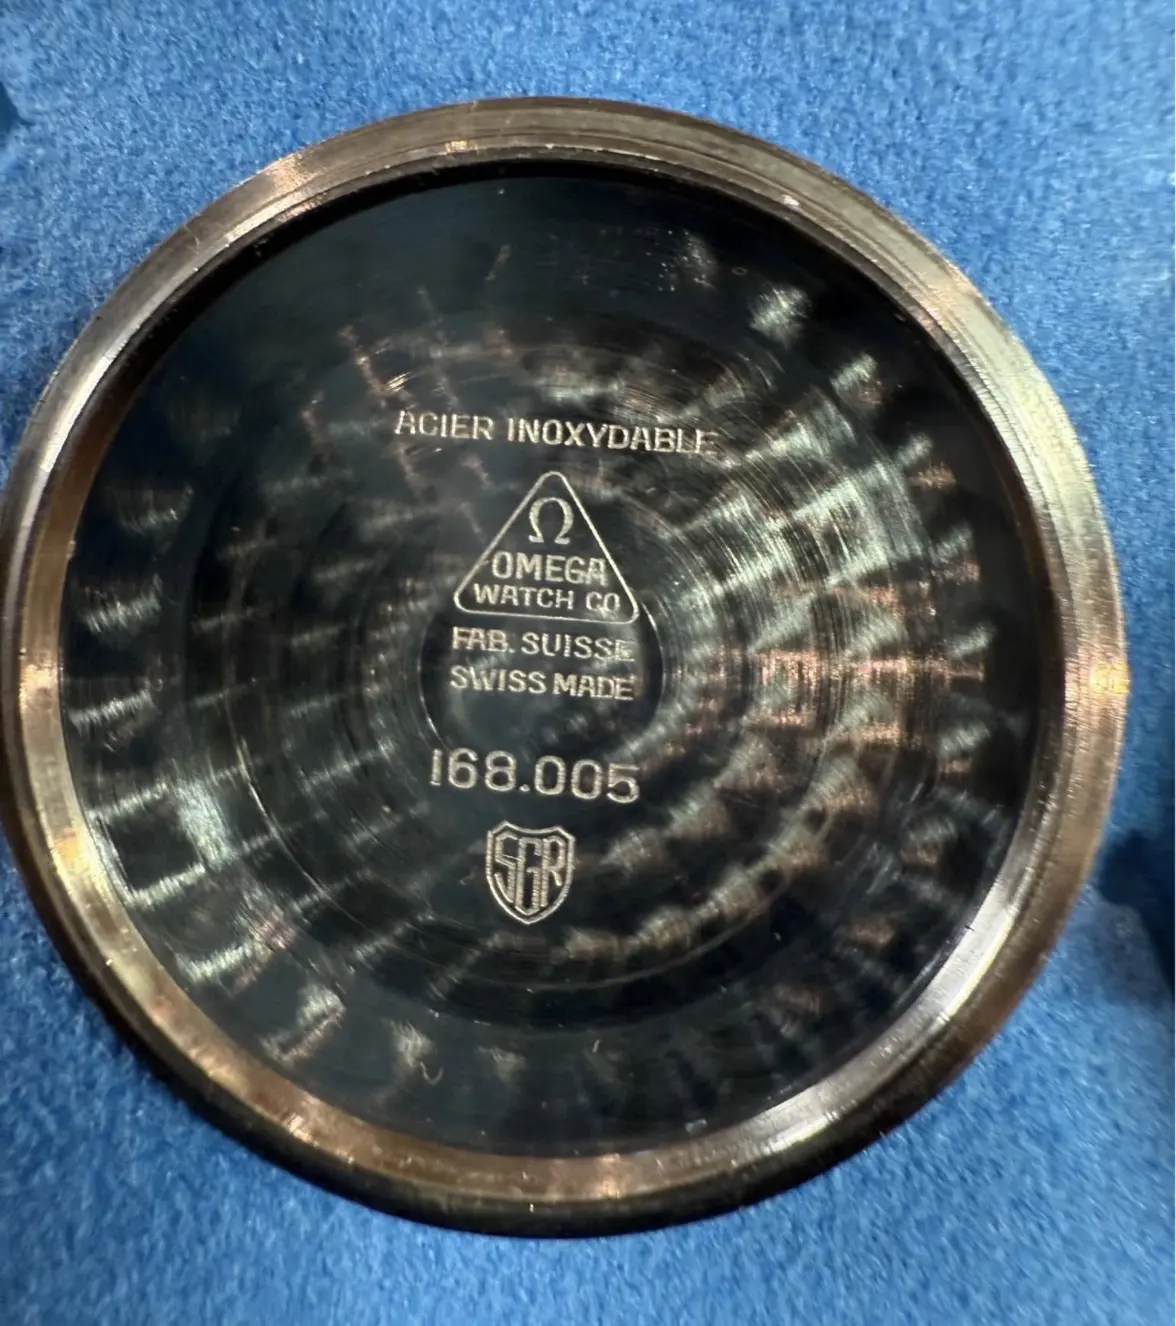 ACIER INOXYDABLE
Ω
OMEGA
WATCH CO
FAB. SUISSE
SWISS MADE
168.005
SGR